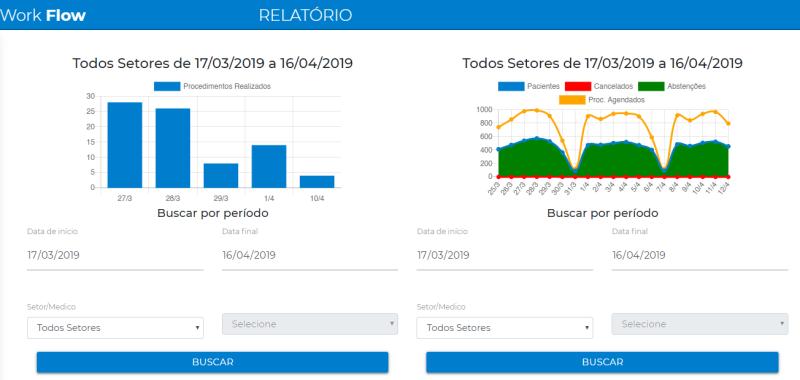 Work Flow
RELATÓRIO
Todos Setores de 17/03/2019 a 16/04/2019
Procedimentos Realizados
30
25
20
15
10
5
0
27/3 28/3 29/3 1/4 10/4
Buscar por período
Data de início Data final
17/03/2019 16/04/2019
Setor/Medico
Todos Setores Selecione
BUSCAR
Todos Setores de 17/03/2019 a 16/04/2019
Pacientes Cancelados Abstenções
Proc. Agendados
1000
800
600
400
200
0
25/3 26/3 27/3 28/3 29/3 30/3 31/3 1/4 2/4 3/4 4/4 5/4 6/4 7/4 8/4 9/4 10/4 11/4 12/4
Buscar por período
Data de início Data final
17/03/2019 16/04/2019
Setor/Medico
Todos Setores Selecione
BUSCAR